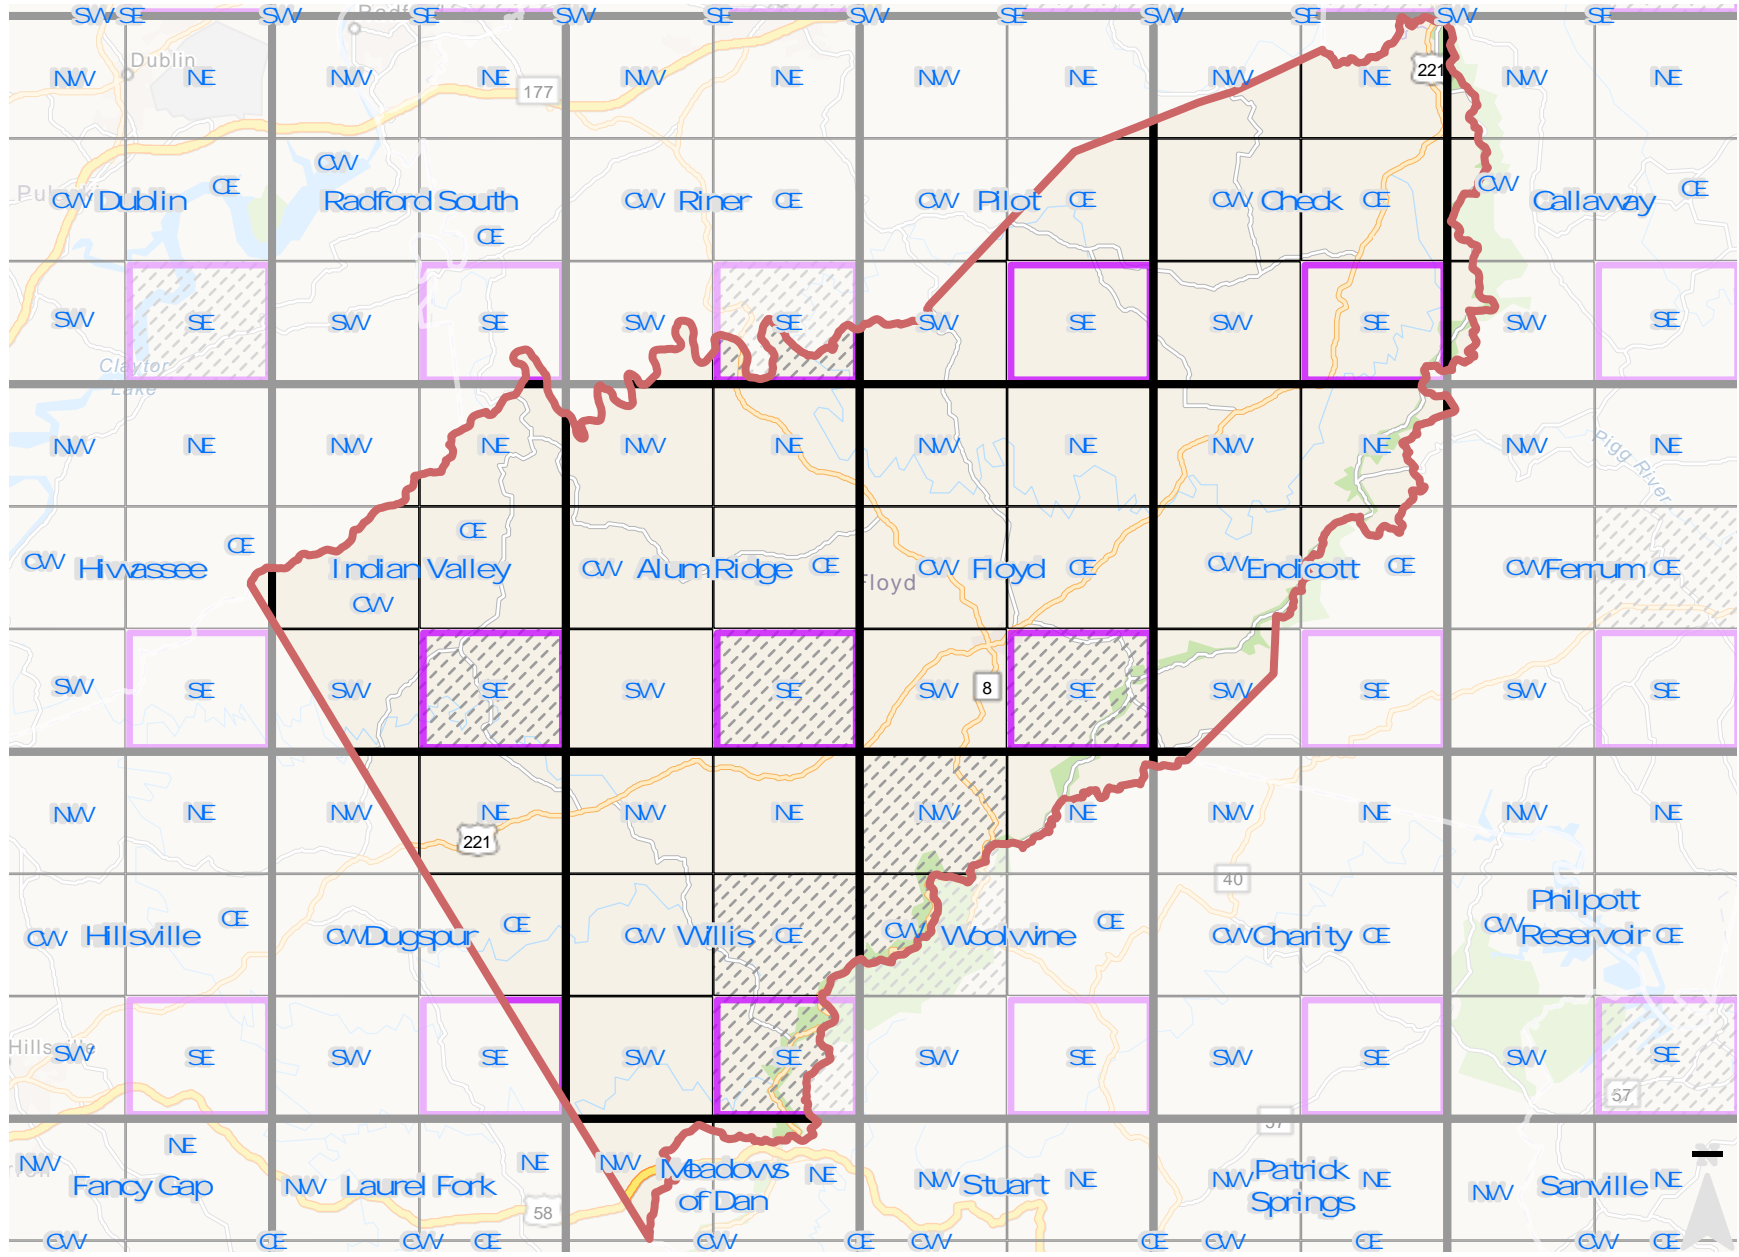 SW SE SW SE SW SE SW SE SW SE SW SE
Radford
Dublin
NW NE NW NE NW NE NW NE NW NE NW NE
177
221
CW Dublin CE CW Radford South CE CW Riner CE CW Pilot CE CW Check CE CW Callaway CE
SW SE SW SE SW SE SW SE SW SE SW SE
Claytor
Lake
NW NE NW NE NW NE NW NE NW NE NW NE
Pigg River
CW Hiwassee CE CE Indian Valley CW CW Alum Ridge CE CW Floyd CE CW Endicott CE CW Ferrum CE
Floyd
SW SE SW SE SW SE SW SE SW SE SW SE
8
NW NE NW NE NW NE NW NE NW NE NW NE
221
40
CW Hillsville CE CW Dugspur CE CW Willis CE CW Woolwine CE CW Charity CE CW Philpott
Reservoir CE
Hillsville
SW SE SW SE SW SE SW SE SW SE SW SE
57
57
NW Fancy Gap NE NW Laurel Fork NE NW Meadows
of Dan NE NW Stuart NE NW Patrick
Springs NE NW Sanville NE
58
CW CE CW CE CW CE CW CE CW CE CW CE